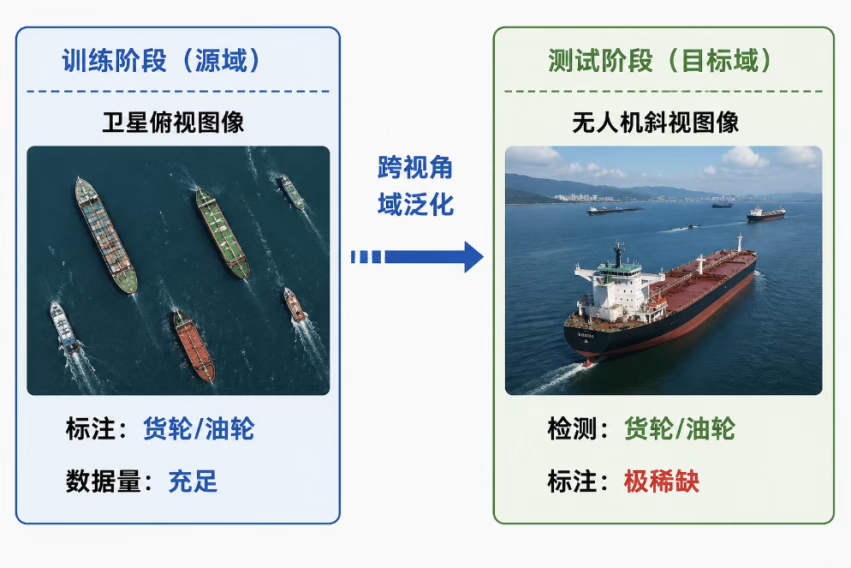 训练阶段（源域）
卫星俯视图像
标注：货轮/油轮
数据量：充足
跨视角
域泛化
测试阶段（目标域）
无人机斜视图像
检测：货轮/油轮
标注：极稀缺